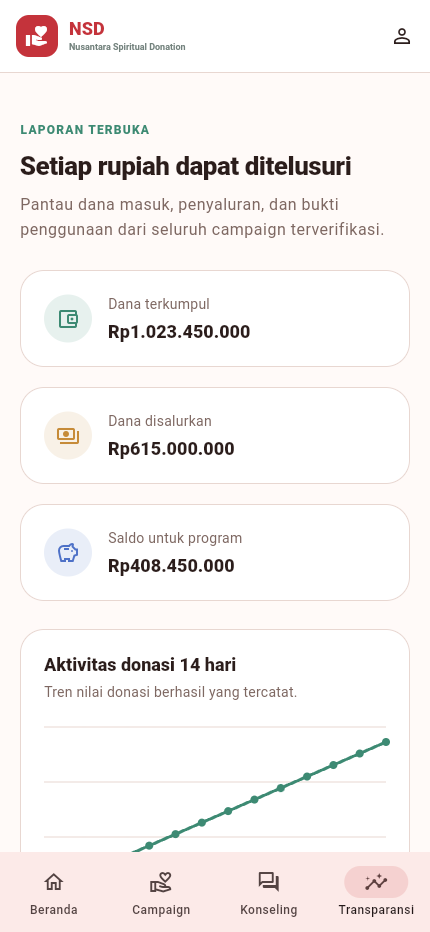 NSD
Nusantara Spiritual Donation
LAPORAN TERBUKA
Setiap rupiah dapat ditelusuri
Pantau dana masuk, penyaluran, dan bukti
penggunaan dari seluruh campaign terverifikasi.
Dana terkumpul
Rp1.023.450.000
Dana disalurkan
Rp615.000.000
Saldo untuk program
Rp408.450.000
Aktivitas donasi 14 hari
Tren nilai donasi berhasil yang tercatat.
Beranda
Campaign
Konseling
Transparansi